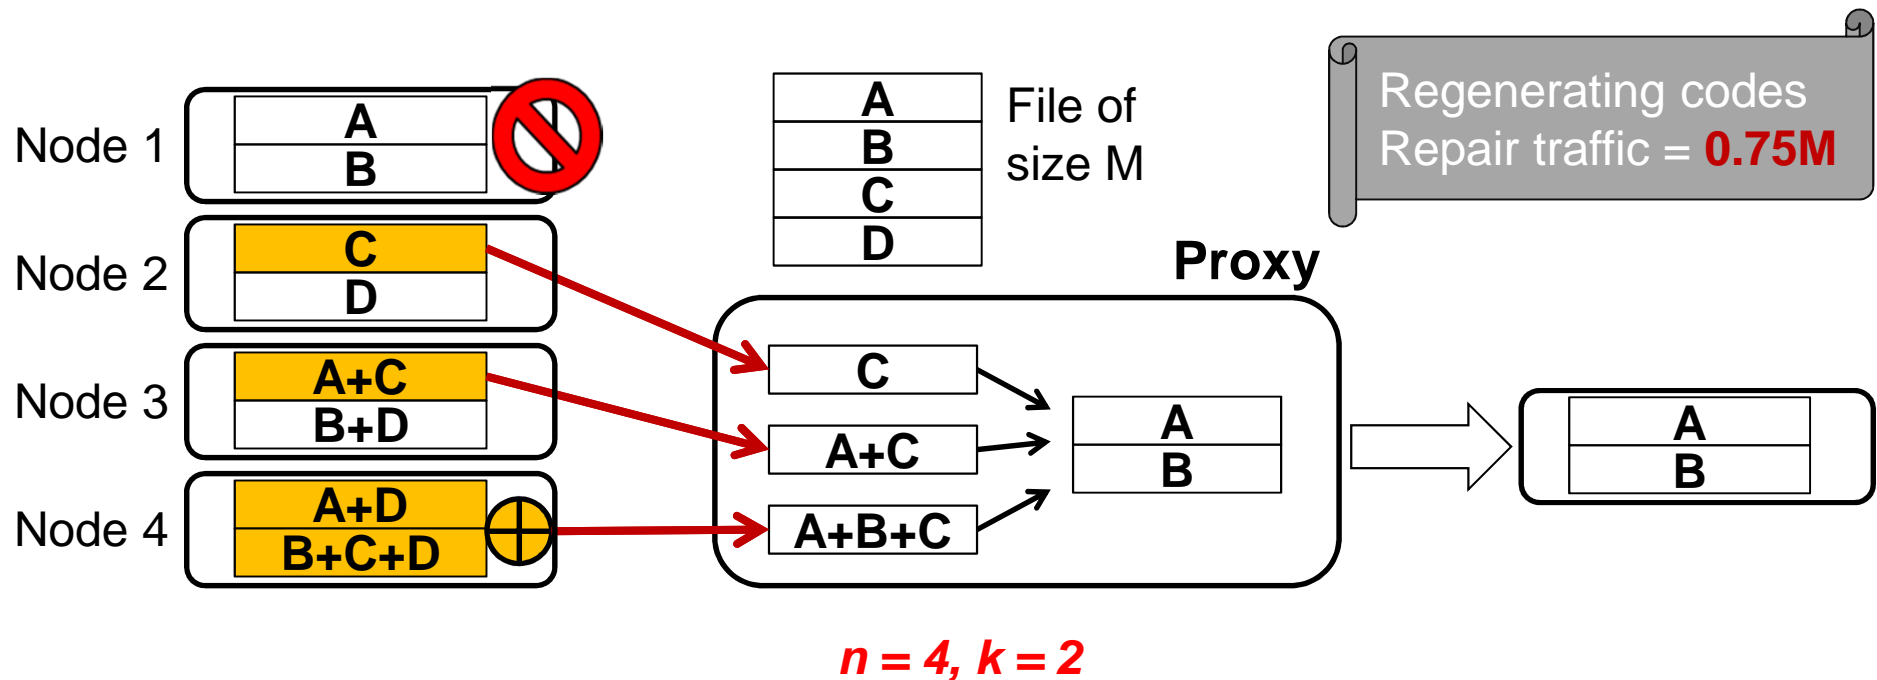 Node 1
A
B
Node 2
C
D
Node 3
A+C
B+D
Node 4
A+D
B+C+D
A
B
C
D
File of
size M
Regenerating codes
Repair traffic = 0.75M
Proxy
C
A+C
A+B+C
A
B
A
B
n = 4, k = 2